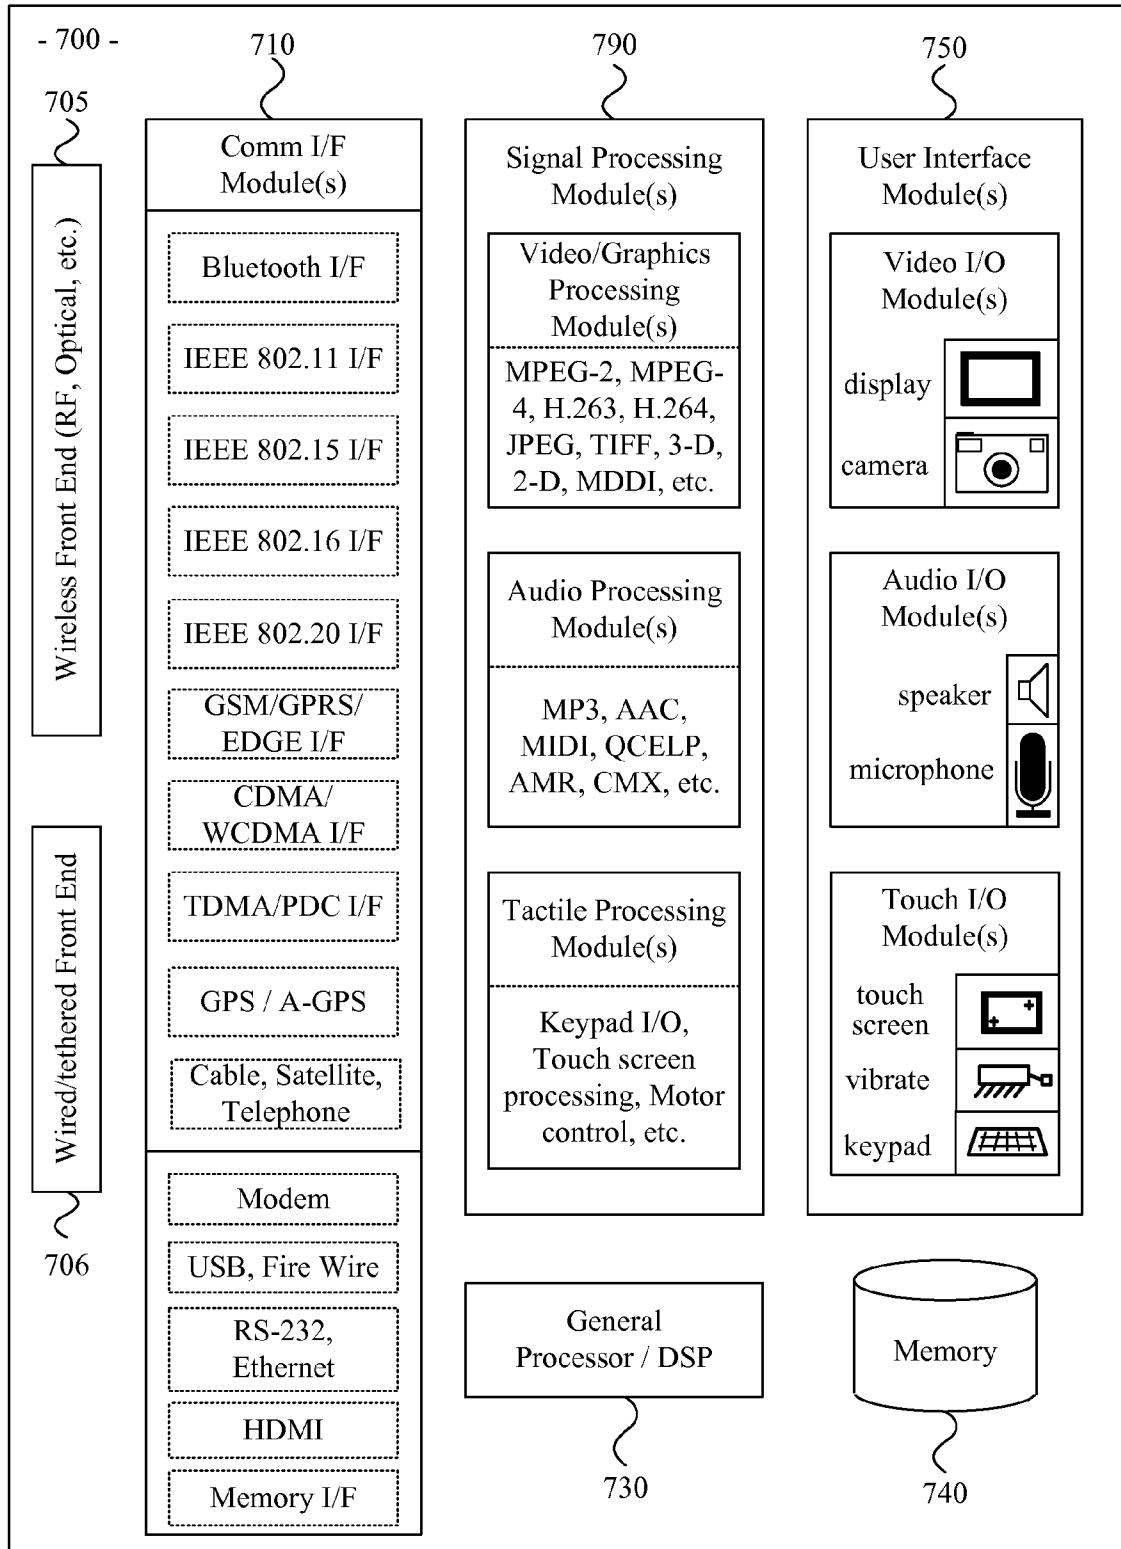 - 700 -
705
Wireless Front End (RF, Optical, etc.)
Wired/tethered Front End
706
710
Comm I/F
Module(s)
Bluetooth I/F
IEEE 802.11 I/F
IEEE 802.15 I/F
IEEE 802.16 I/F
IEEE 802.20 I/F
GSM/GPRS/
EDGE I/F
CDMA/
WCDMA I/F
TDMA/PDC I/F
GPS / A-GPS
Cable, Satellite,
Telephone
Modem
USB, Fire Wire
RS-232,
Ethernet
HDMI
Memory I/F
790
Signal Processing
Module(s)
Video/Graphics
Processing
Module(s)
MPEG-2, MPEG-
4, H.263, H.264,
JPEG, TIFF, 3-D,
2-D, MDDI, etc.
Audio Processing
Module(s)
MP3, AAC,
MIDI, QCELP,
AMR, CMX, etc.
Tactile Processing
Module(s)
Keypad I/O,
Touch screen
processing, Motor
control, etc.
General
Processor / DSP
730
750
User Interface
Module(s)
Video I/O
Module(s)
display
camera
Audio I/O
Module(s)
speaker
microphone
Touch I/O
Module(s)
touch
screen
vibrate
keypad
Memory
740